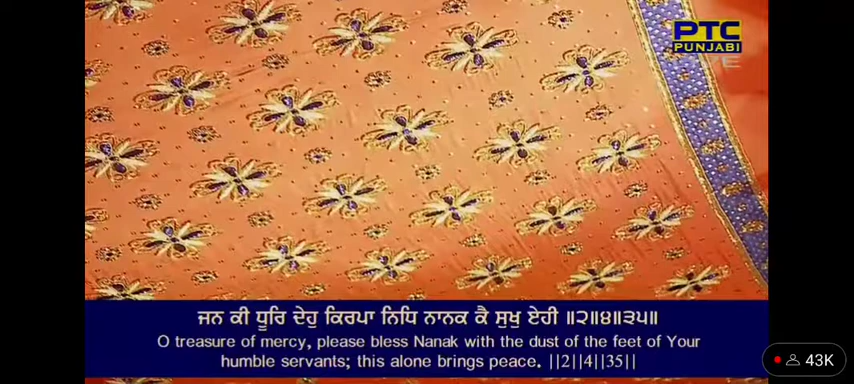 PTC
PUNJABI
LIVE
ਜਨ ਕੀ ਧੂਰਿ ਦੇਹੁ ਕਿਰਪਾ ਨਿਧਿ ਨਾਨਕ ਕੈ ਸੁਖੁ ਏਹੀ ॥੨॥੪॥੩੫॥
O treasure of mercy, please bless Nanak with the dust of the feet of Your
humble servants; this alone brings peace. ||2||4||35||
43K